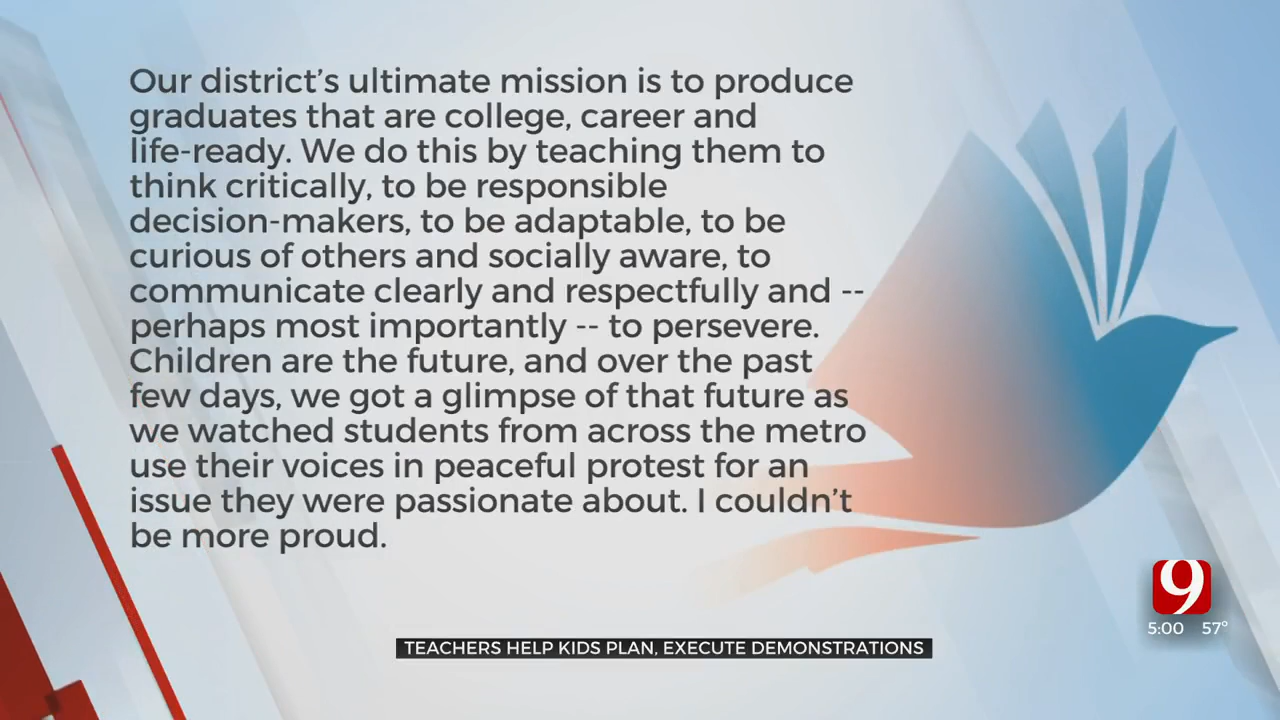 Our district’s ultimate mission is to produce
graduates that are college, career and
life-ready. We do this by teaching them to
think critically, to be responsible
decision-makers, to be adaptable, to be
curious of others and socially aware, to
communicate clearly and respectfully and --
perhaps most importantly -- to persevere.
Children are the future, and over the past
few days, we got a glimpse of that future as
we watched students from across the metro
use their voices in peaceful protest for an
issue they were passionate about. I couldn’t
be more proud.
9
5:00 57°
TEACHERS HELP KIDS PLAN, EXECUTE DEMONSTRATIONS